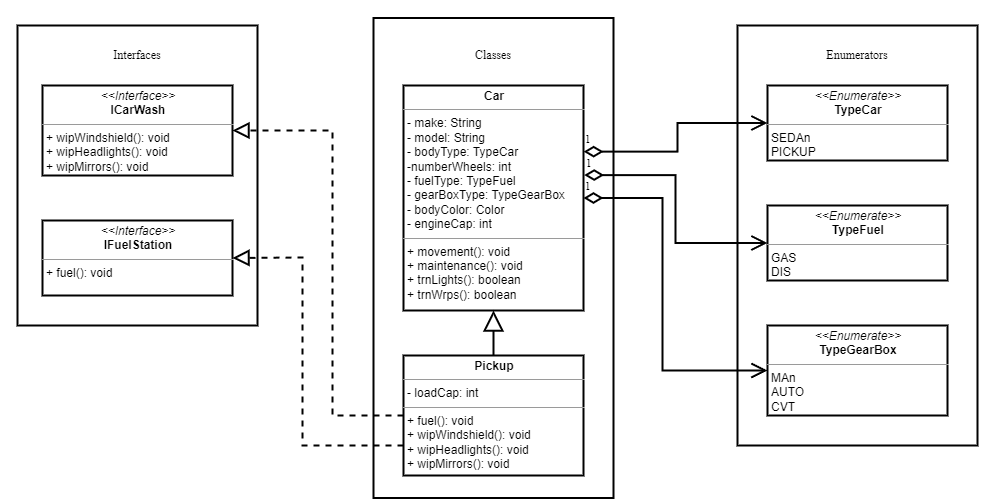 Interfaces
<<Interface>>
ICarWash
+ wipWindshield(): void
+ wipHeadlights(): void
+ wipMirrors(): void
<<Interface>>
IFuelStation
+ fuel(): void
Classes
Car
- make: String
- model: String
- bodyType: TypeCar
-numberWheels: int
- fuelType: TypeFuel
- gearBoxType: TypeGearBox
- bodyColor: Color
- engineCap: int
+ movement(): void
+ maintenance(): void
+ trnLights(): boolean
+ trnWrps(): boolean
1
1
1
Pickup
- loadCap: int
+ fuel(): void
+ wipWindshield(): void
+ wipHeadlights(): void
+ wipMirrors(): void
Enumerators
<<Enumerate>>
TypeCar
SEDAn
PICKUP
<<Enumerate>>
TypeFuel
GAS
DIS
<<Enumerate>>
TypeGearBox
MAn
AUTO
CVT